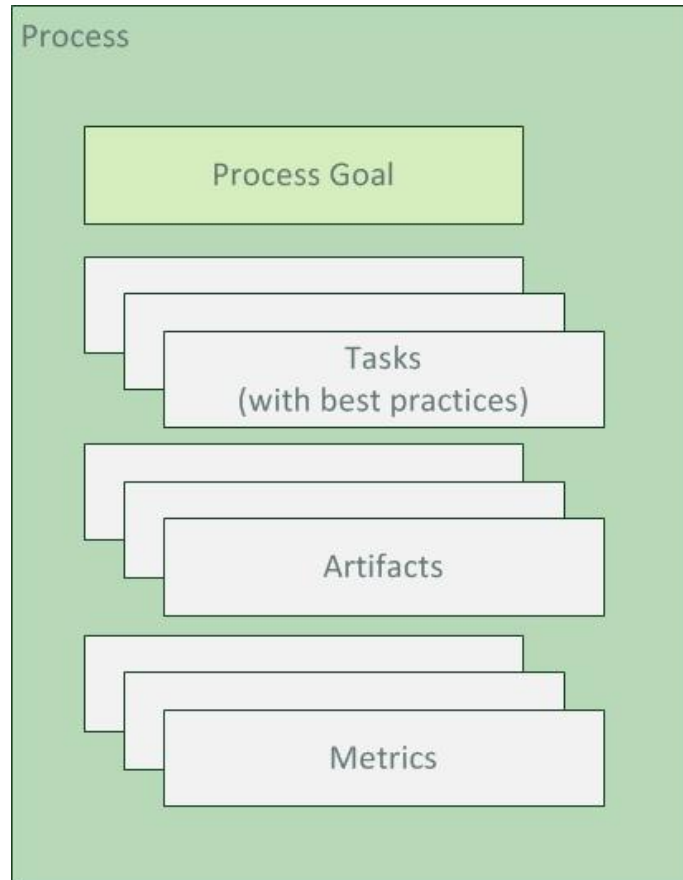 Process
Process Goal
Tasks
(with best practices)
Artifacts
Metrics